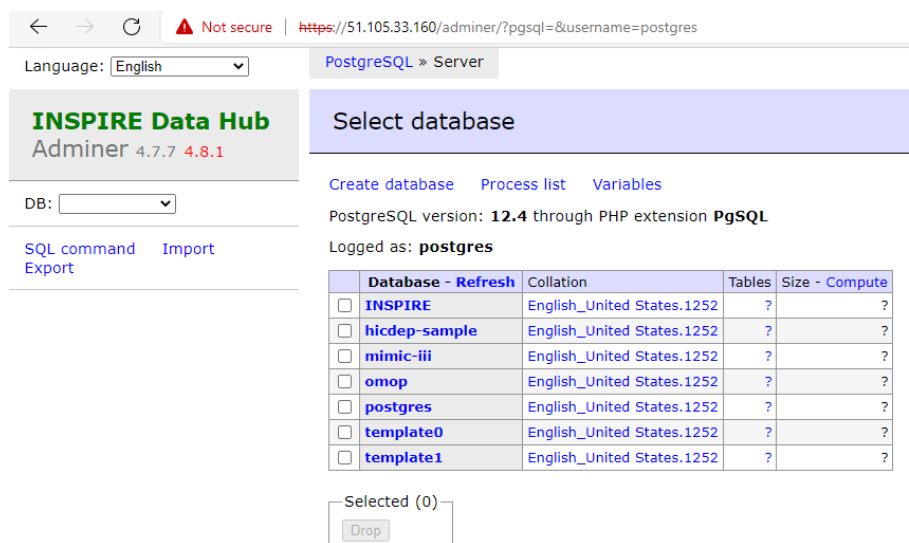 Not secure https://51.105.33.160/adminer/?pgsql=&username=postgres
Language: English
PostgreSQL » Server
INSPIRE Data Hub
Adminer 4.7.7 4.8.1
Select database
DB:
SQL command Import
Export
Create database Process list Variables
PostgreSQL version: 12.4 through PHP extension PgSQL
Logged as: postgres
Database - Refresh Collation Tables Size - Compute
INSPIRE English_United States.1252 ? ?
hicdep-sample English_United States.1252 ? ?
mimic-iii English_United States.1252 ? ?
omop English_United States.1252 ? ?
postgres English_United States.1252 ? ?
template0 English_United States.1252 ? ?
template1 English_United States.1252 ? ?
Selected (0)
Drop